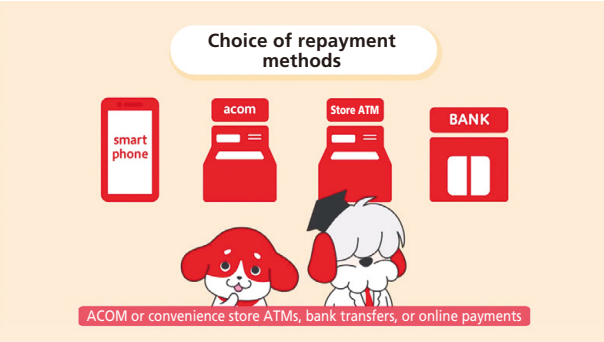 Choice of repayment
methods
smart
phone
acom
Store ATM
BANK
ACOM or convenience store ATMs, bank transfers, or online payments